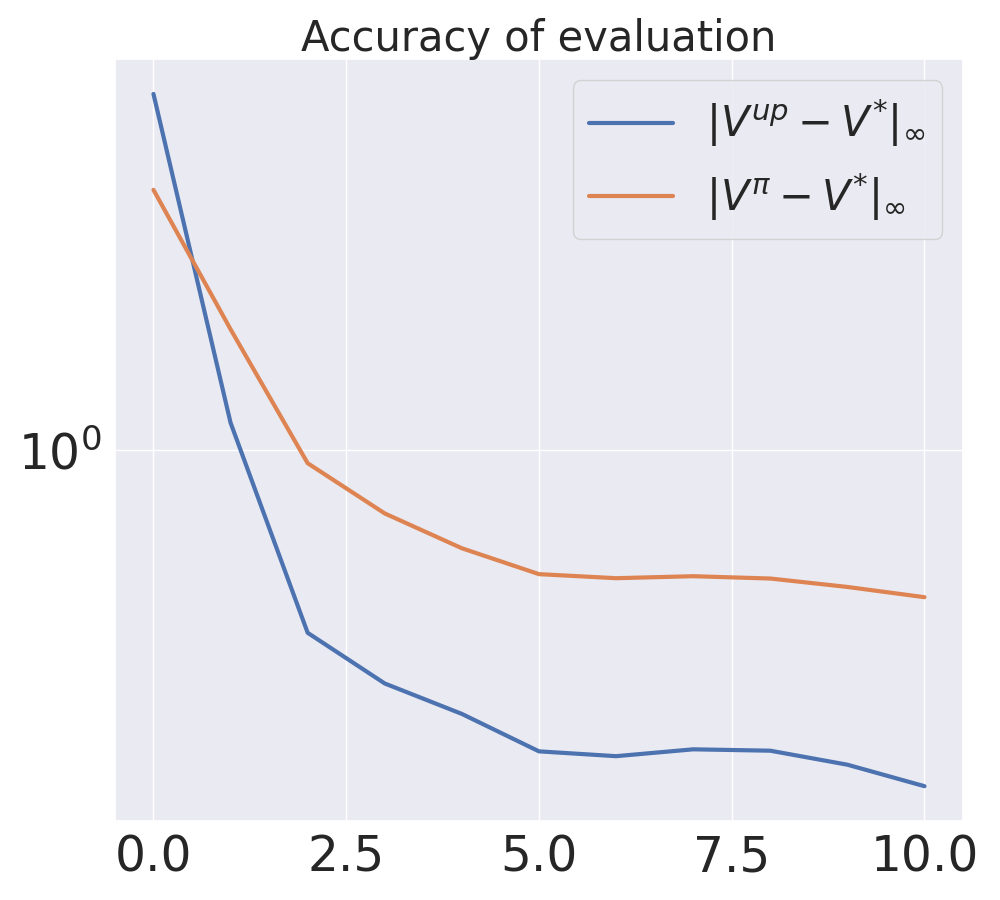 Accuracy of evaluation
|V^{up} − V^*|_∞
|V^π − V^*|_∞
10^0
0.0 2.5 5.0 7.5 10.0